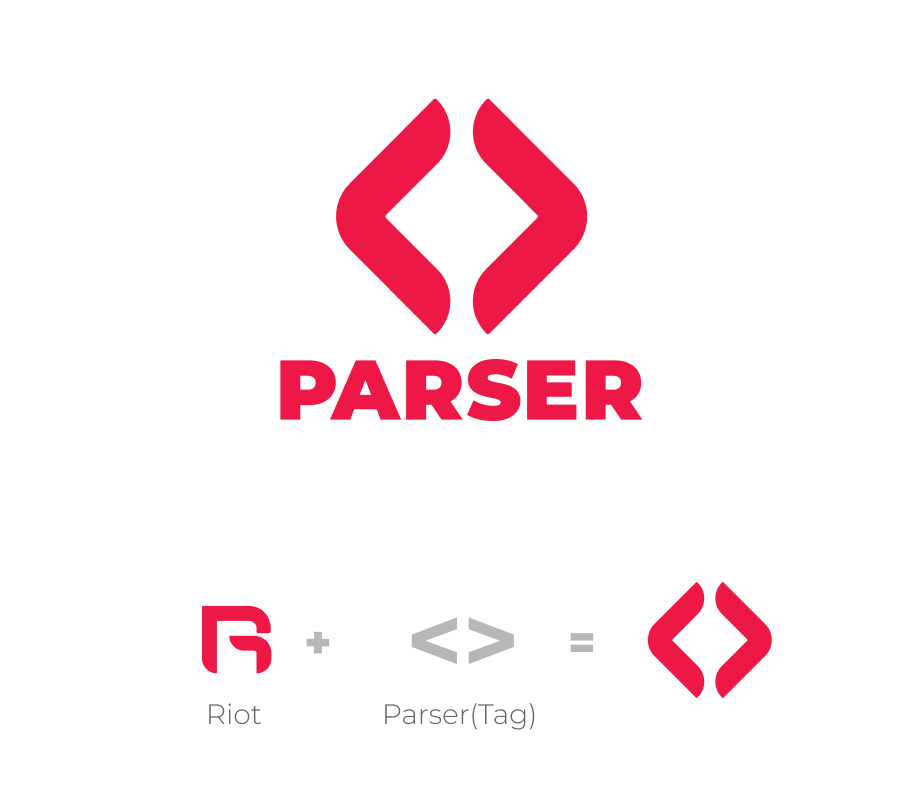 PARSER
R + < > =
Riot
Parser(Tag)